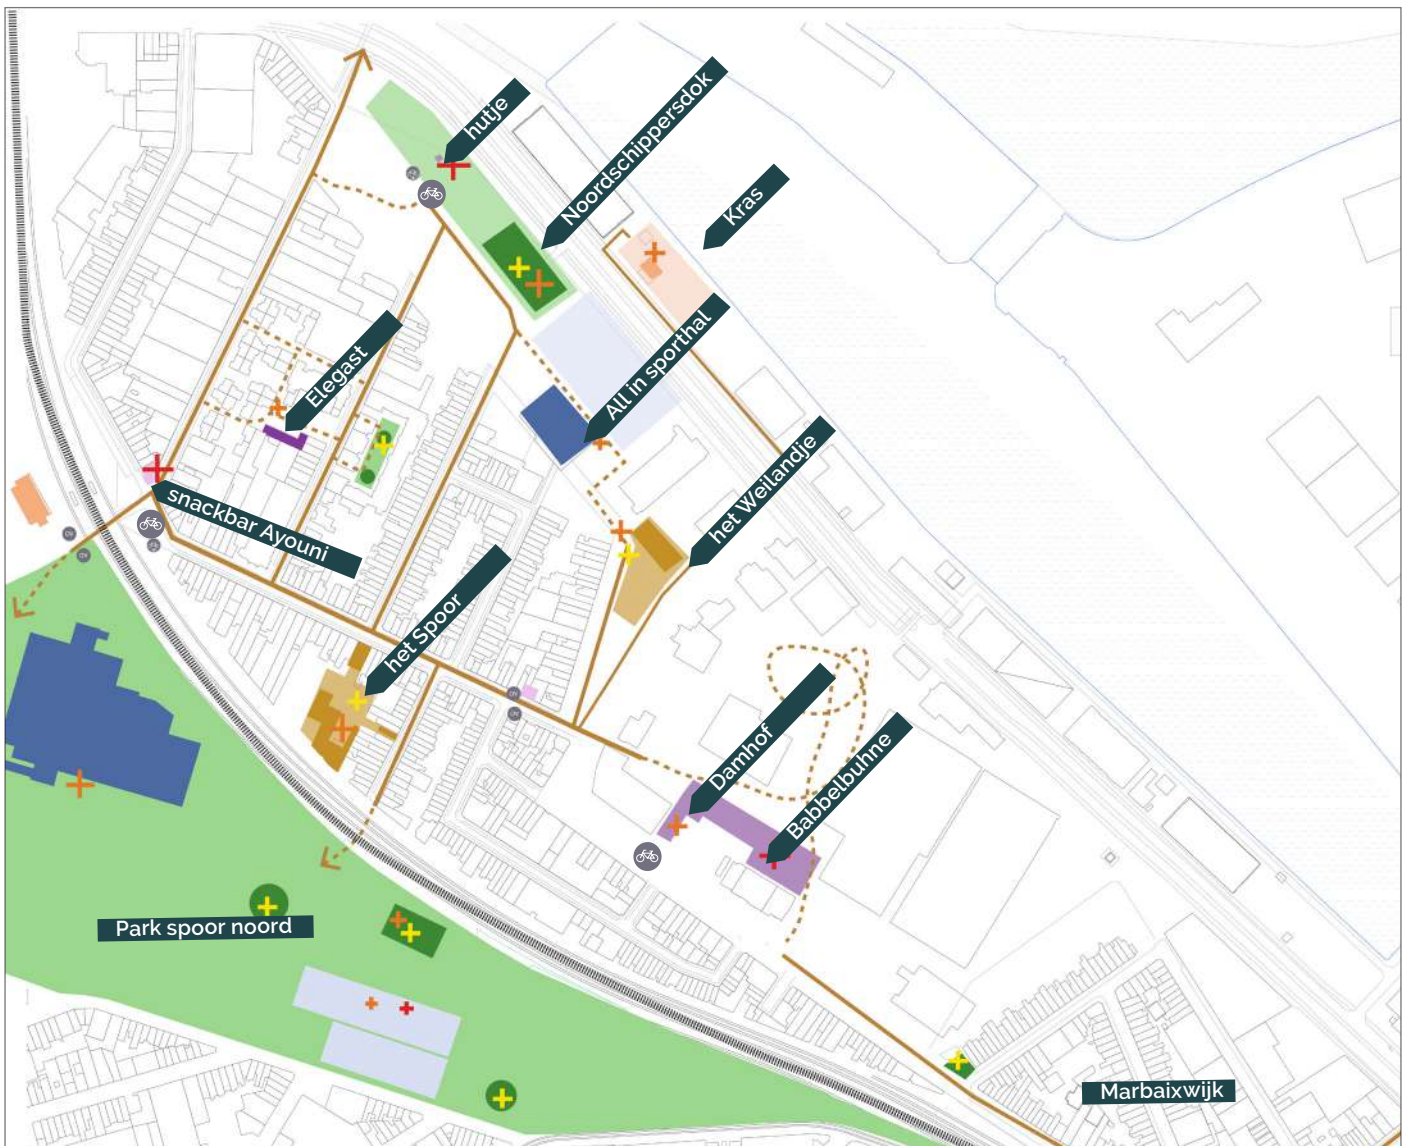 hutje
Noordschippersdok
Kras
Elegast
All in sporthal
snackbar Ayouni
het Weilandje
het Spoor
Damhof
Babbelbuhne
Park spoor noord
Marbaixwijk